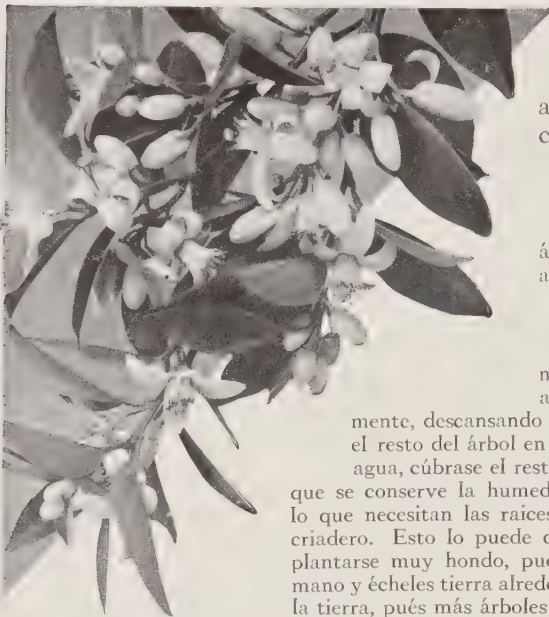 a
c
á
a
n
a
mente, descansando
el resto del árbol en
agua, cúbrase el rest
que se conserve la humed
lo que necesitan las raices
criadero. Esto lo puede c
plantarse muy hondo, pue
mano y écheles tierra alrede
la tierra, pués más árboles